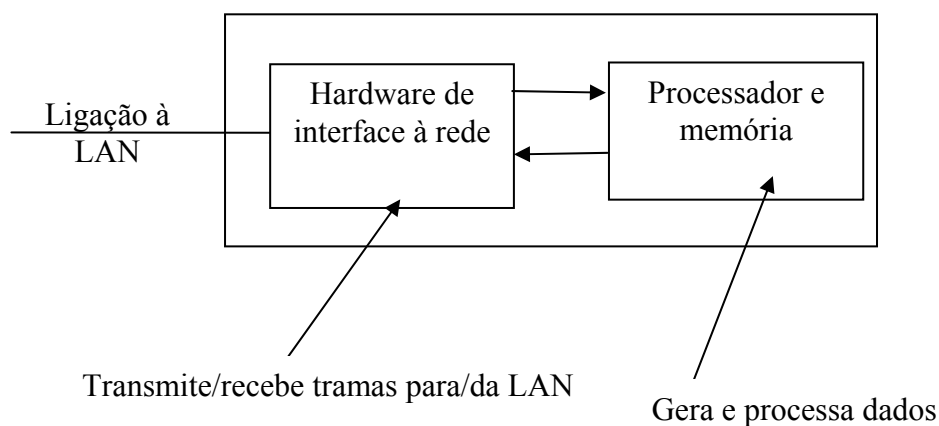 Ligação à
LAN
Hardware de
interface à rede
Processador e
memória
Transmite/recebe tramas para/da LAN
Gera e processa dados